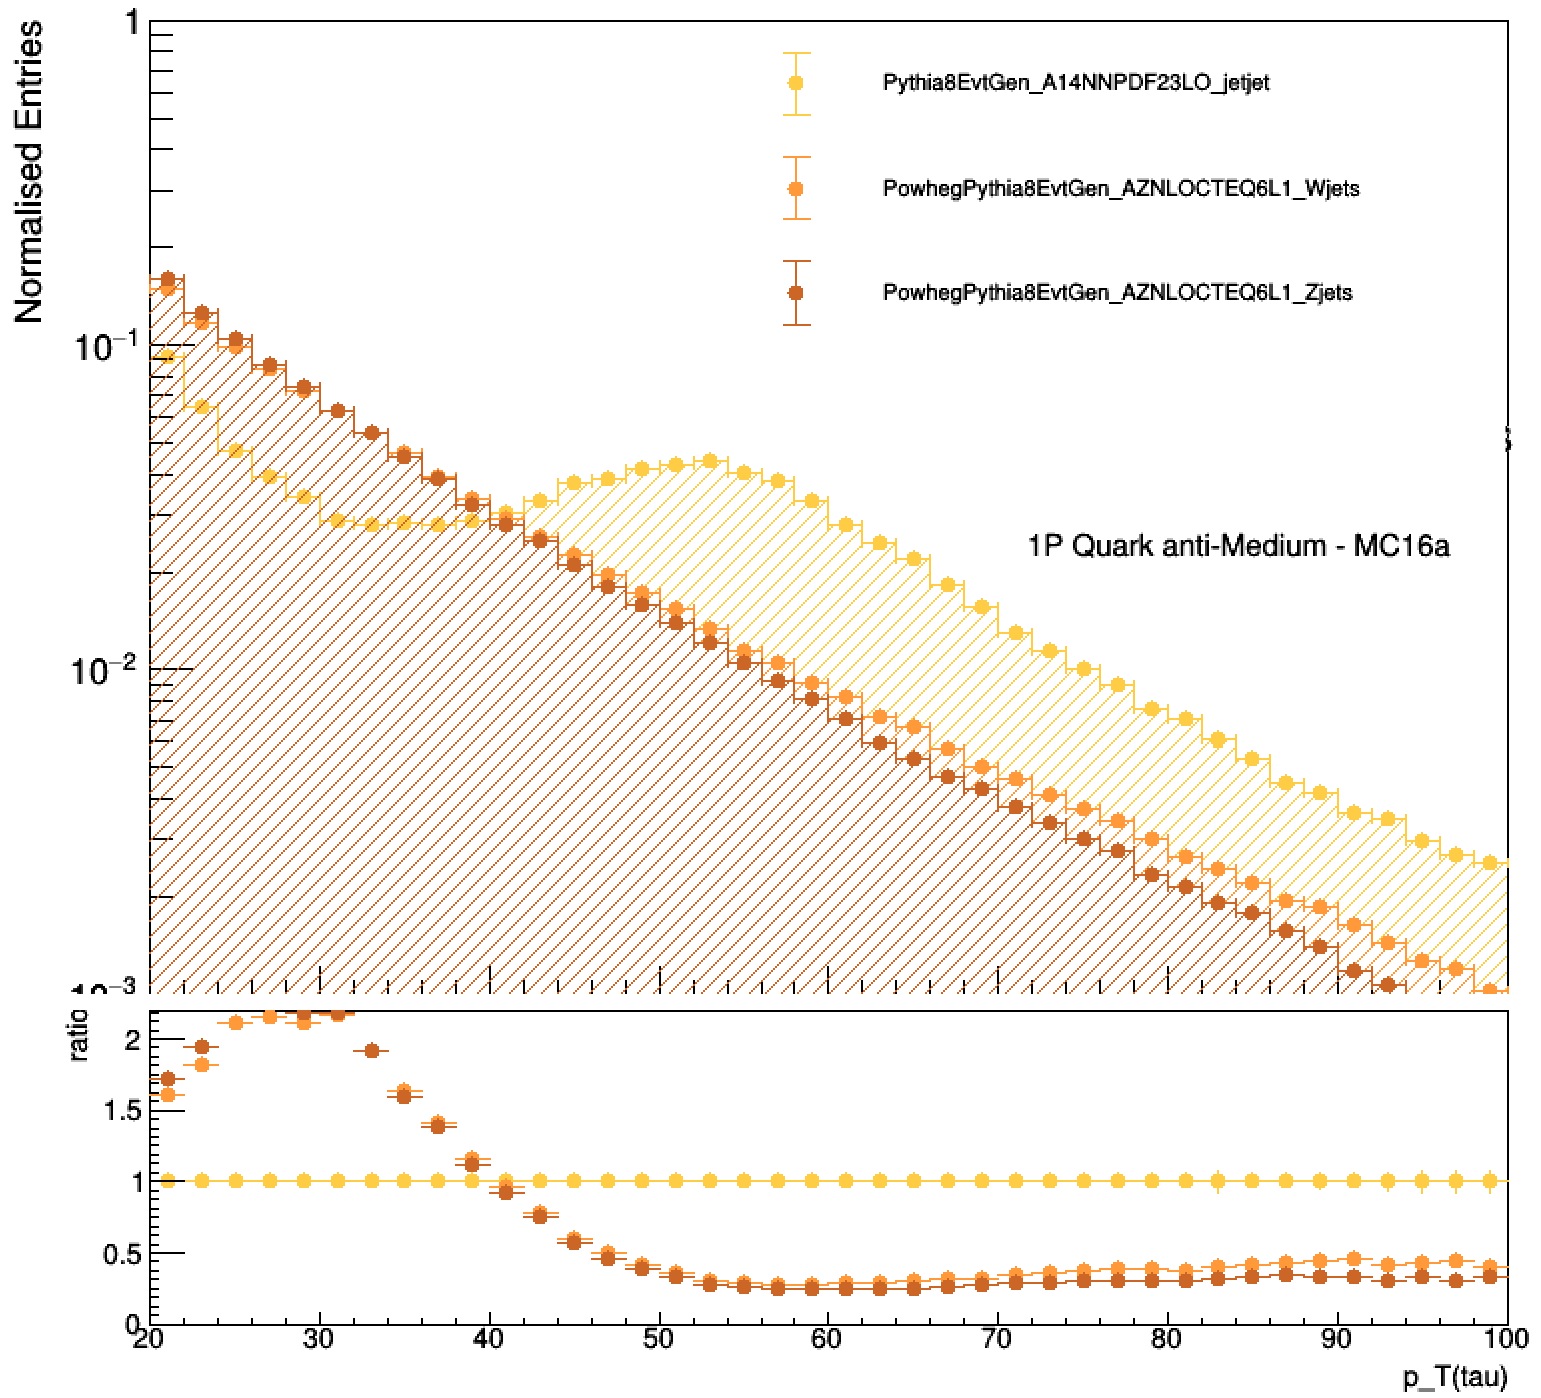 Normalised Entries
1
10⁻¹
10⁻²
10⁻³
Pythia8EvtGen_A14NNPDF23LO_jetjet
PowhegPythia8EvtGen_AZNLOCTEQ6L1_Wjets
PowhegPythia8EvtGen_AZNLOCTEQ6L1_Zjets
1P Quark anti-Medium - MC16a
ratio
2
1.5
1
0.5
0
20 30 40 50 60 70 80 90 100
p_T(tau)